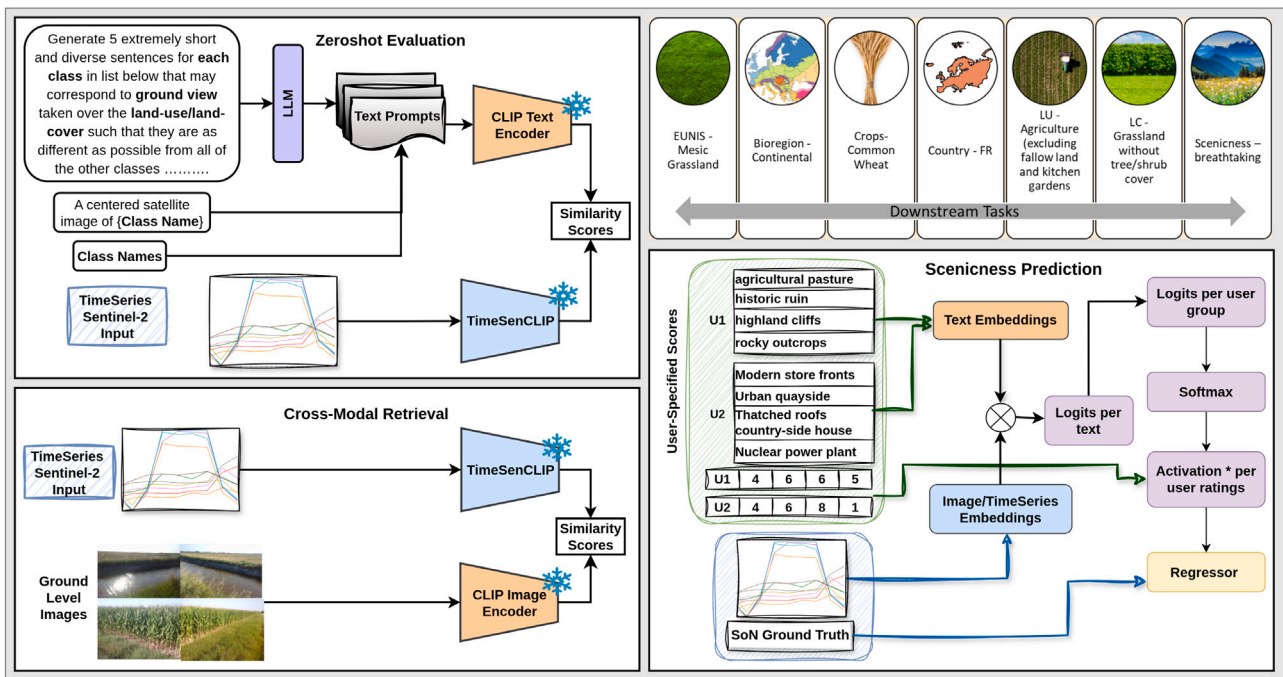 Zeroshot Evaluation
Generate 5 extremely short
and diverse sentences for each
class in list below that may
correspond to ground view
taken over the land-use/land-
cover such that they are as
different as possible from all of
the other classes ……….
LLM
Text Prompts
CLIP Text
Encoder
A centered satellite
image of {Class Name}
Class Names
Similarity
Scores
TimeSeries
Sentinel-2
Input
TimeSenCLIP
Cross-Modal Retrieval
TimeSeries
Sentinel-2
Input
TimeSenCLIP
Similarity
Scores
Ground
Level
Images
CLIP Image
Encoder
EUNIS -
Mesic
Grassland
Bioregion -
Continental
Crops-
Common
Wheat
Country - FR
LU -
Agriculture
(excluding
fallow land
and kitchen
gardens
LC -
Grassland
without
tree/shrub
cover
Scenicness –
breathtaking
Downstream Tasks
Scenicness Prediction
User-Specified Scores
U1
agricultural pasture
historic ruin
highland cliffs
rocky outcrops
U2
Modern store fronts
Urban quayside
Thatched roofs
country-side house
Nuclear power plant
U1 4 6 6 5
U2 4 6 8 1
Text Embeddings
Image/TimeSeries
Embeddings
Logits per
text
Logits per user
group
Softmax
Activation * per
user ratings
Regressor
SoN Ground Truth